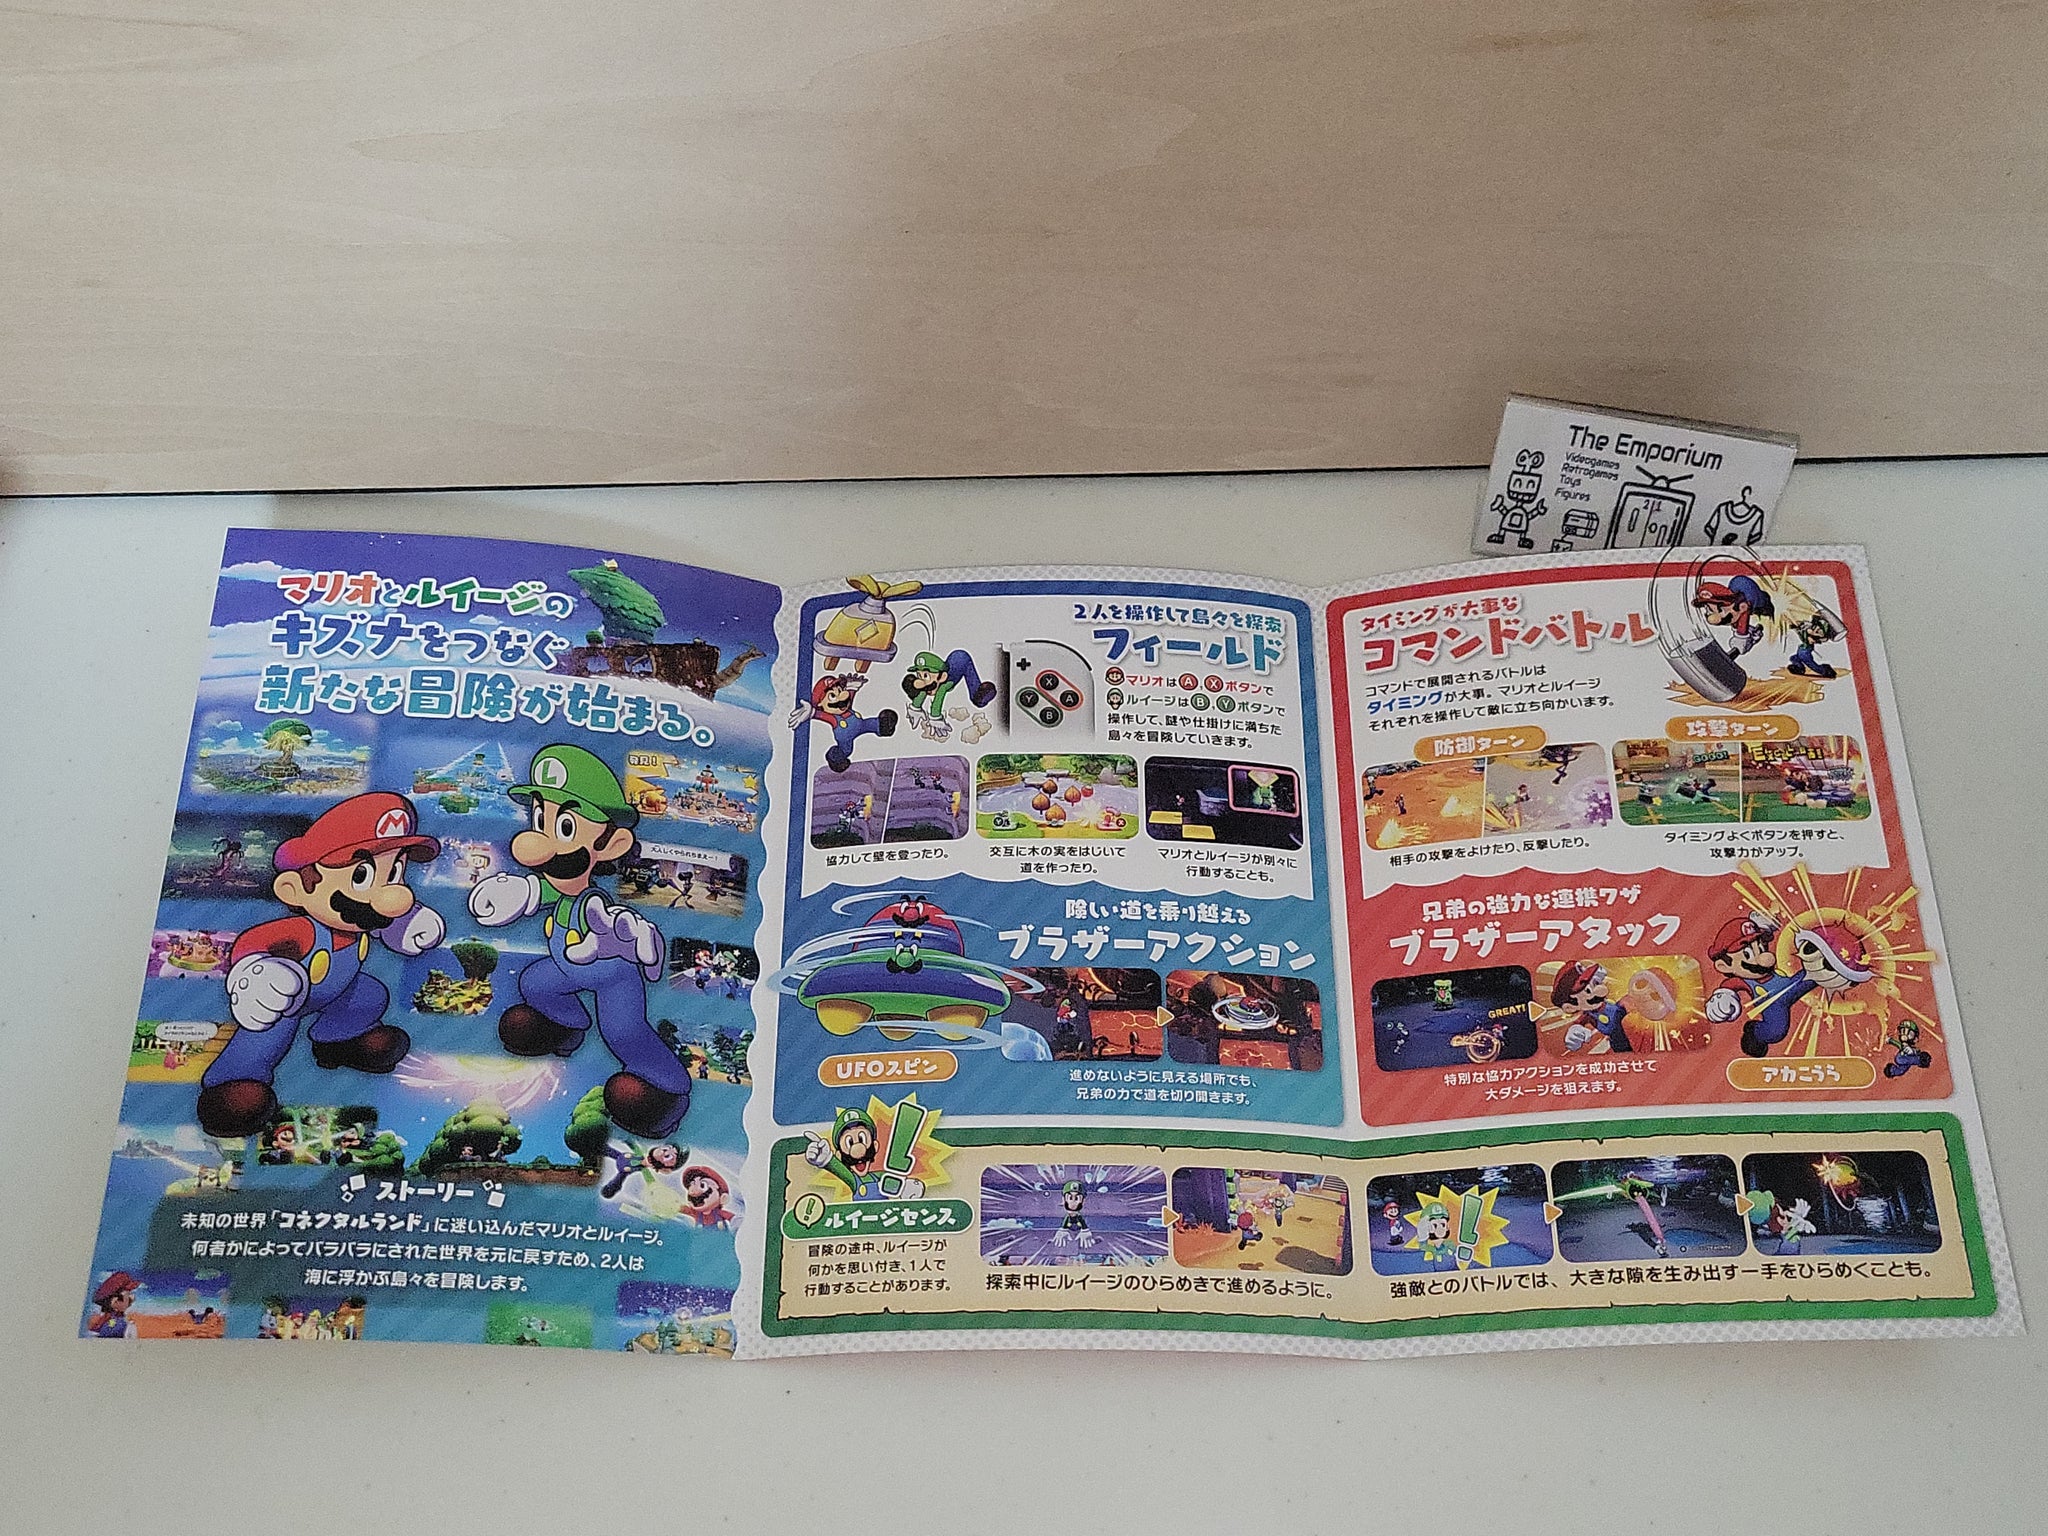 The Emporium
Videogames
Retrogames
Toys
Figures
マリオとルイージの
キズナをつなぐ
新たな冒険が始まる。
発見!
ストーリー
未知の世界「コネクタルランド」に迷い込んだマリオとルイージ。
何者かによってバラバラにされた世界を元に戻すため、2人は
海に浮かぶ島々を冒険します。
2人を操作して島々を探索
フィールド
X
Y
A
B
マリオはA,Xボタンで
ルイージはB,Yボタンで
操作して、謎や仕掛けに満ちた
島々を冒険していきます。
協力して壁を登ったり。
交互に木の実をはじいて
道を作ったり。
マリオとルイージが別々に
行動することも。
険しい道を乗り越える
ブラザーアクション
UFOスピン
進めないように見える場所でも、
兄弟の力で道を切り開きます。
タイミングが大事な
コマンドバトル
コマンドで展開されるバトルは
タイミングが大事。マリオとルイージ
それぞれを操作して敵に立ち向かいます。
防御ターン
相手の攻撃をよけたり、反撃したり。
攻撃ターン
タイミングよくボタンを押すと、
攻撃力がアップ。
兄弟の強力な連携ワザ
ブラザーアタック
GREAT!
特別な協力アクションを成功させて
大ダメージを狙えます。
アカこうら
ルイージセンス
冒険の途中、ルイージが
何かを思い付き、1人で
行動することがあります。
探索中にルイージのひらめきで進めるように。
強敵とのバトルでは、大きな隙を生み出す一手をひらめくことも。